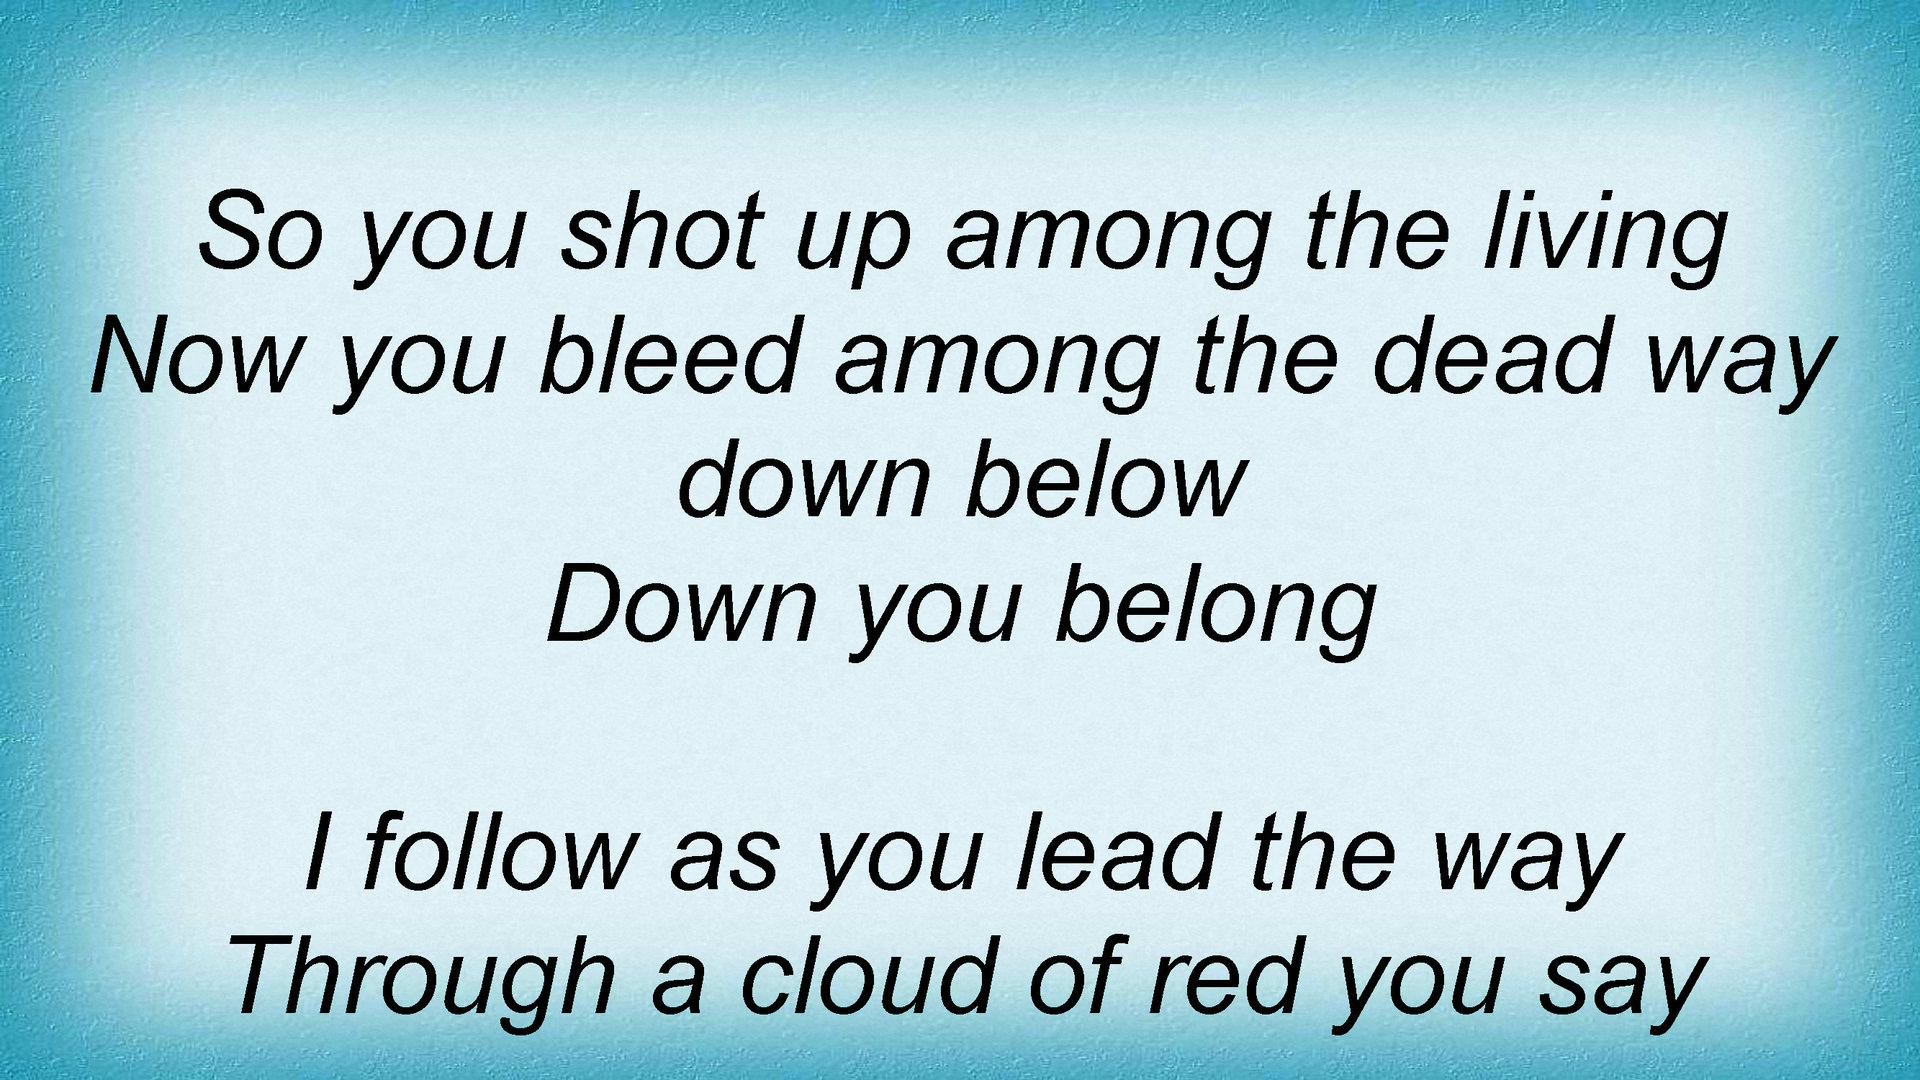 So you shot up among the living
Now you bleed among the dead way
down below
Down you belong
I follow as you lead the way
Through a cloud of red you say